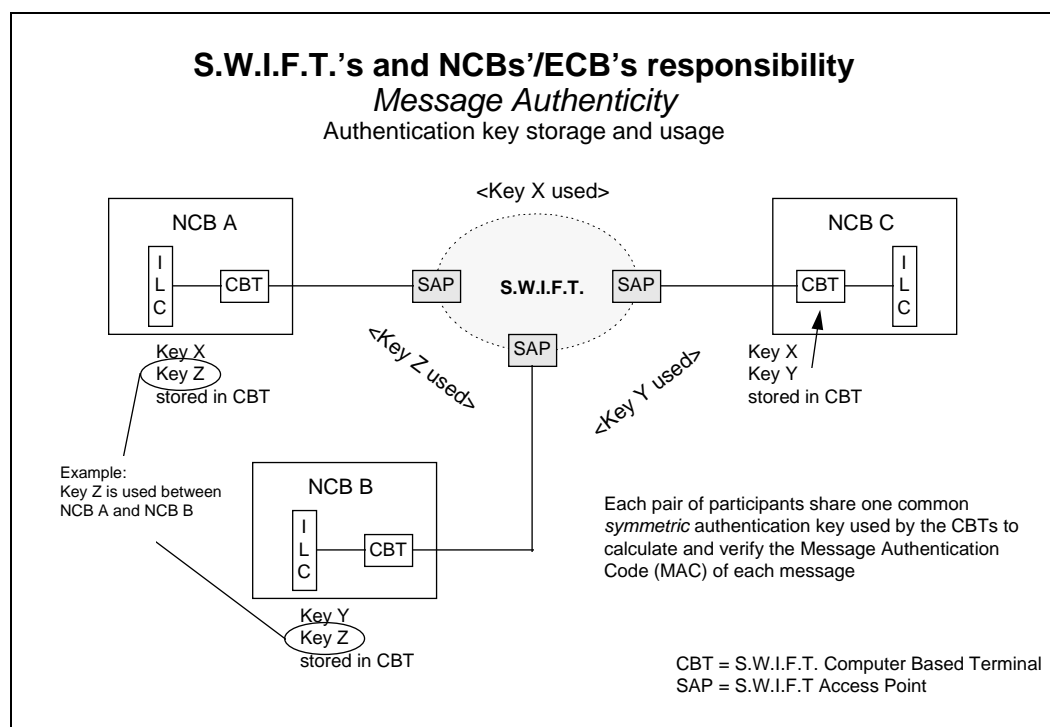 S.W.I.F.T.'s and NCBs'/ECB's responsibility
Message Authenticity
Authentication key storage and usage
<Key X used>
NCB A
I
L
C
CBT
SAP
S.W.I.F.T.
SAP
NCB C
CBT
I
L
C
SAP
Key X
Key Z
stored in CBT
<Key Z used>
<Key Y used>
Key X
Key Y
stored in CBT
Example:
Key Z is used between
NCB A and NCB B
NCB B
I
L
C
CBT
Key Y
Key Z
stored in CBT
Each pair of participants share one common
symmetric authentication key used by the CBTs to
calculate and verify the Message Authentication
Code (MAC) of each message
CBT = S.W.I.F.T. Computer Based Terminal
SAP = S.W.I.F.T Access Point